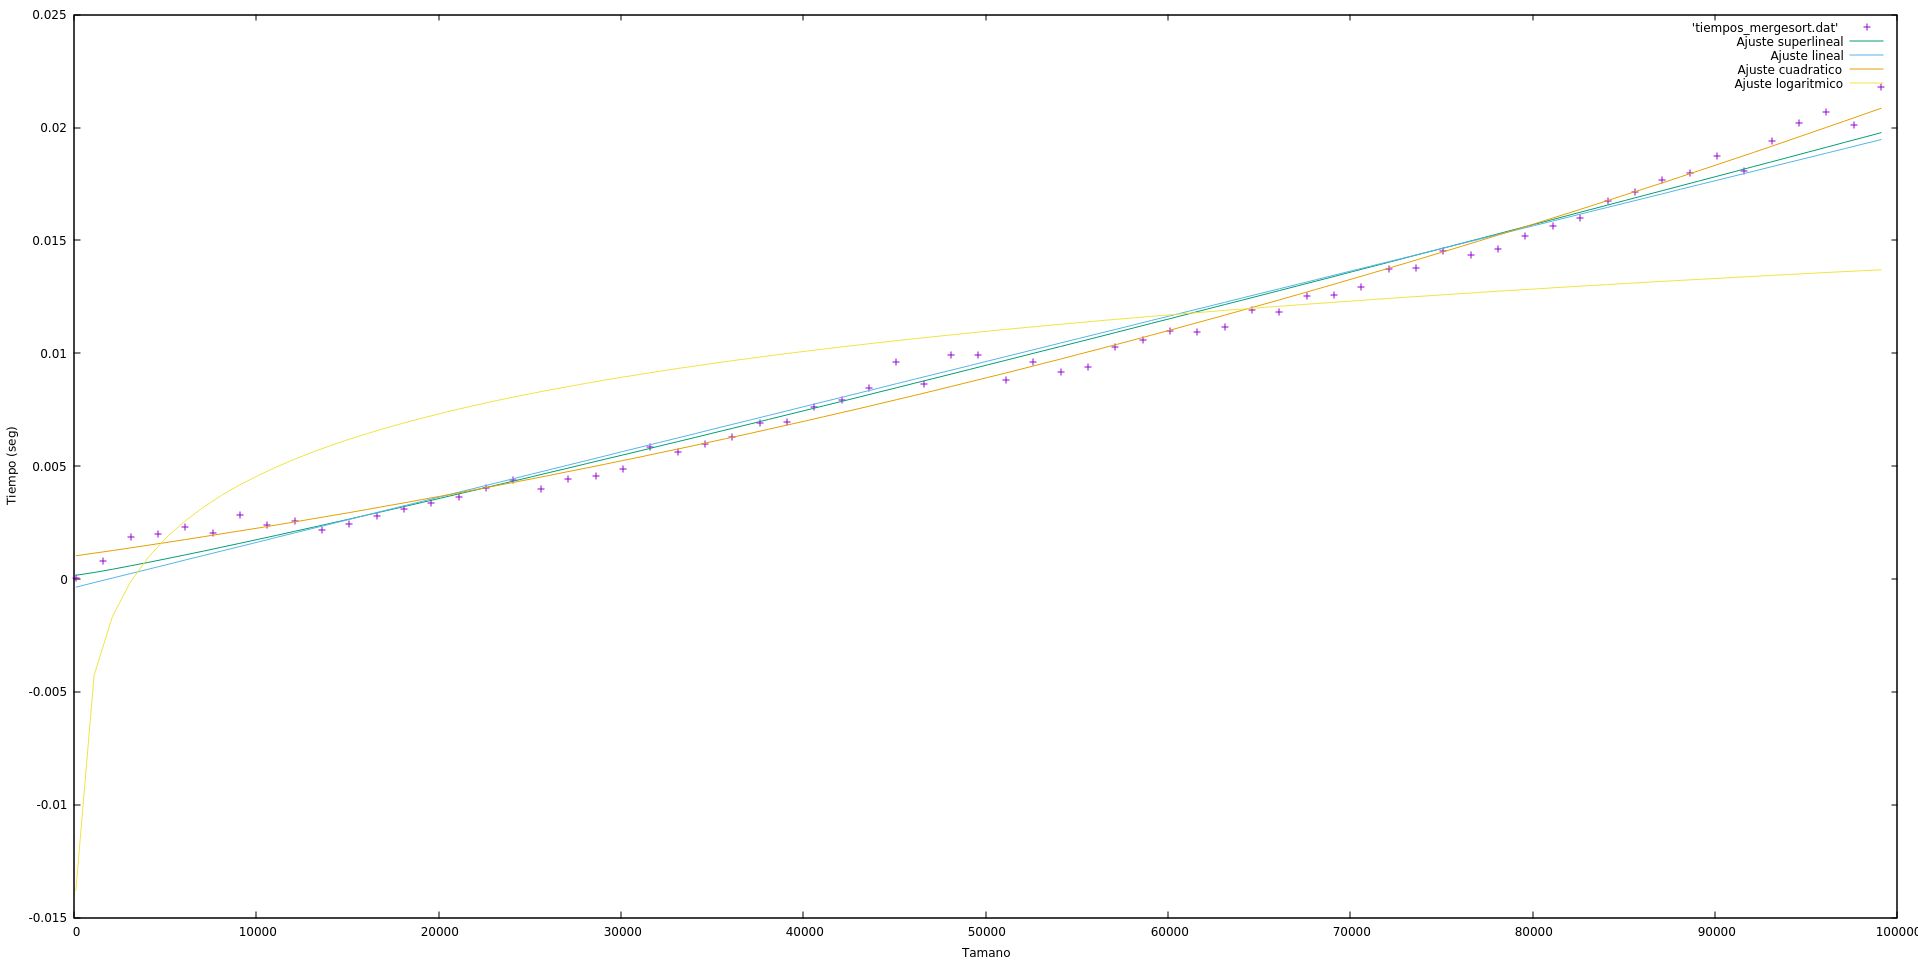 0.025
0.02
0.015
0.01
0.005
0
-0.005
-0.01
-0.015
0 10000 20000 30000 40000 50000 60000 70000 80000 90000 100000
Tiempo (seg)
Tamano
'tiempos_mergesort.dat'
Ajuste superlineal
Ajuste lineal
Ajuste cuadratico
Ajuste logaritmico